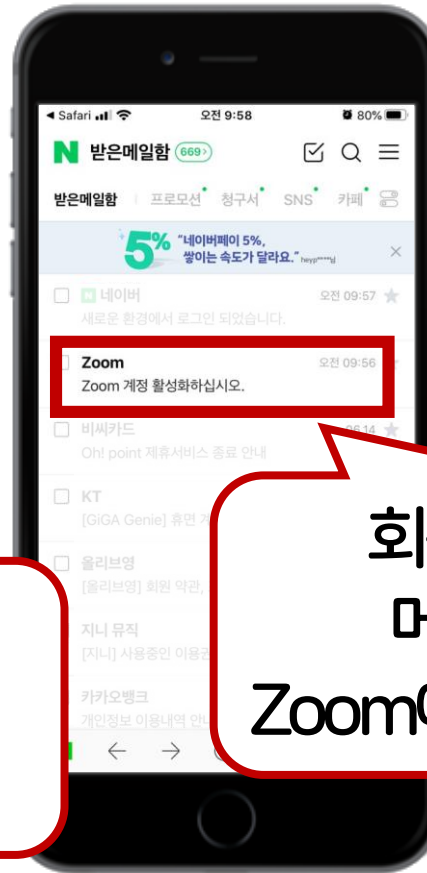 Safari 오전 9:58 80%
N 받은메일함 669>
받은메일함 프로모션 청구서 SNS 카페
5% "네이버페이 5%,
쌓이는 속도가 달라요."
N 네이버 오전 09:57
새로운 환경에서 로그인 되었습니다.
Zoom 오전 09:56
Zoom 계정 활성화하십시오.
비씨카드 06.14
Oh! point 제휴서비스 종료 안내
KT
[GiGA Genie] 휴면
올리브영
[올리브영] 회원 약관,
지니 뮤직
[지니] 사용중인 이용권
카카오뱅크
개인정보 이용내역
Zoom